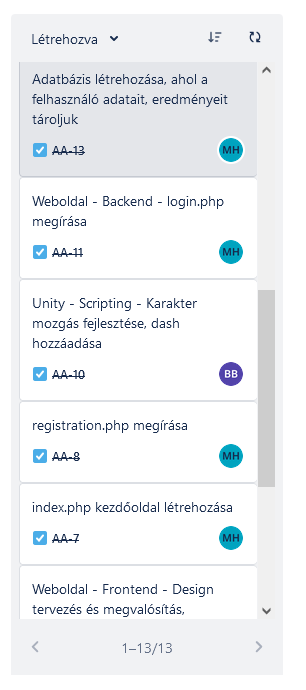 Létrehozva
Adatbázis létrehozása, ahol a
felhasználó adatait, eredményeit
tároljuk
AA-13 MH
Weboldal - Backend - login.php
megírása
AA-11 MH
Unity - Scripting - Karakter
mozgás fejlesztése, dash
hozzáadása
AA-10 BB
registration.php megírása
AA-8 MH
index.php kezdőoldal létrehozása
AA-7 MH
Weboldal - Frontend - Design
tervezés és megvalósítás,
1–13/13